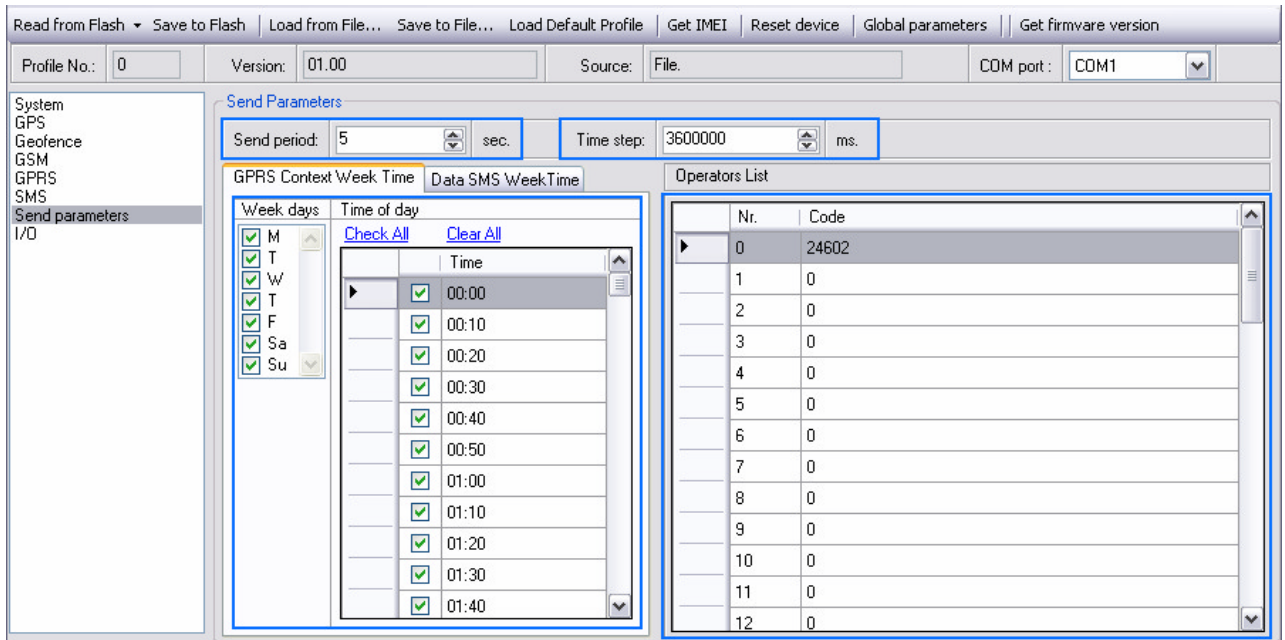 Read from Flash Save to Flash Load from File... Save to File... Load Default Profile Get IMEI Reset device Global parameters Get firmware version
Profile No.: 0 Version: 01.00 Source: File. COM port : COM1
System
GPS
Geofence
GSM
GPRS
SMS
Send parameters
I/O
Send Parameters
Send period: 5 sec. Time step: 3600000 ms.
GPRS Context Week Time Data SMS WeekTime
Week days Time of day
M
T
W
T
F
Sa
Su
Check All Clear All
Time
00:00
00:10
00:20
00:30
00:40
00:50
01:00
01:10
01:20
01:30
01:40
Operators List
Nr. Code
0 24602
1 0
2 0
3 0
4 0
5 0
6 0
7 0
8 0
9 0
10 0
11 0
12 0